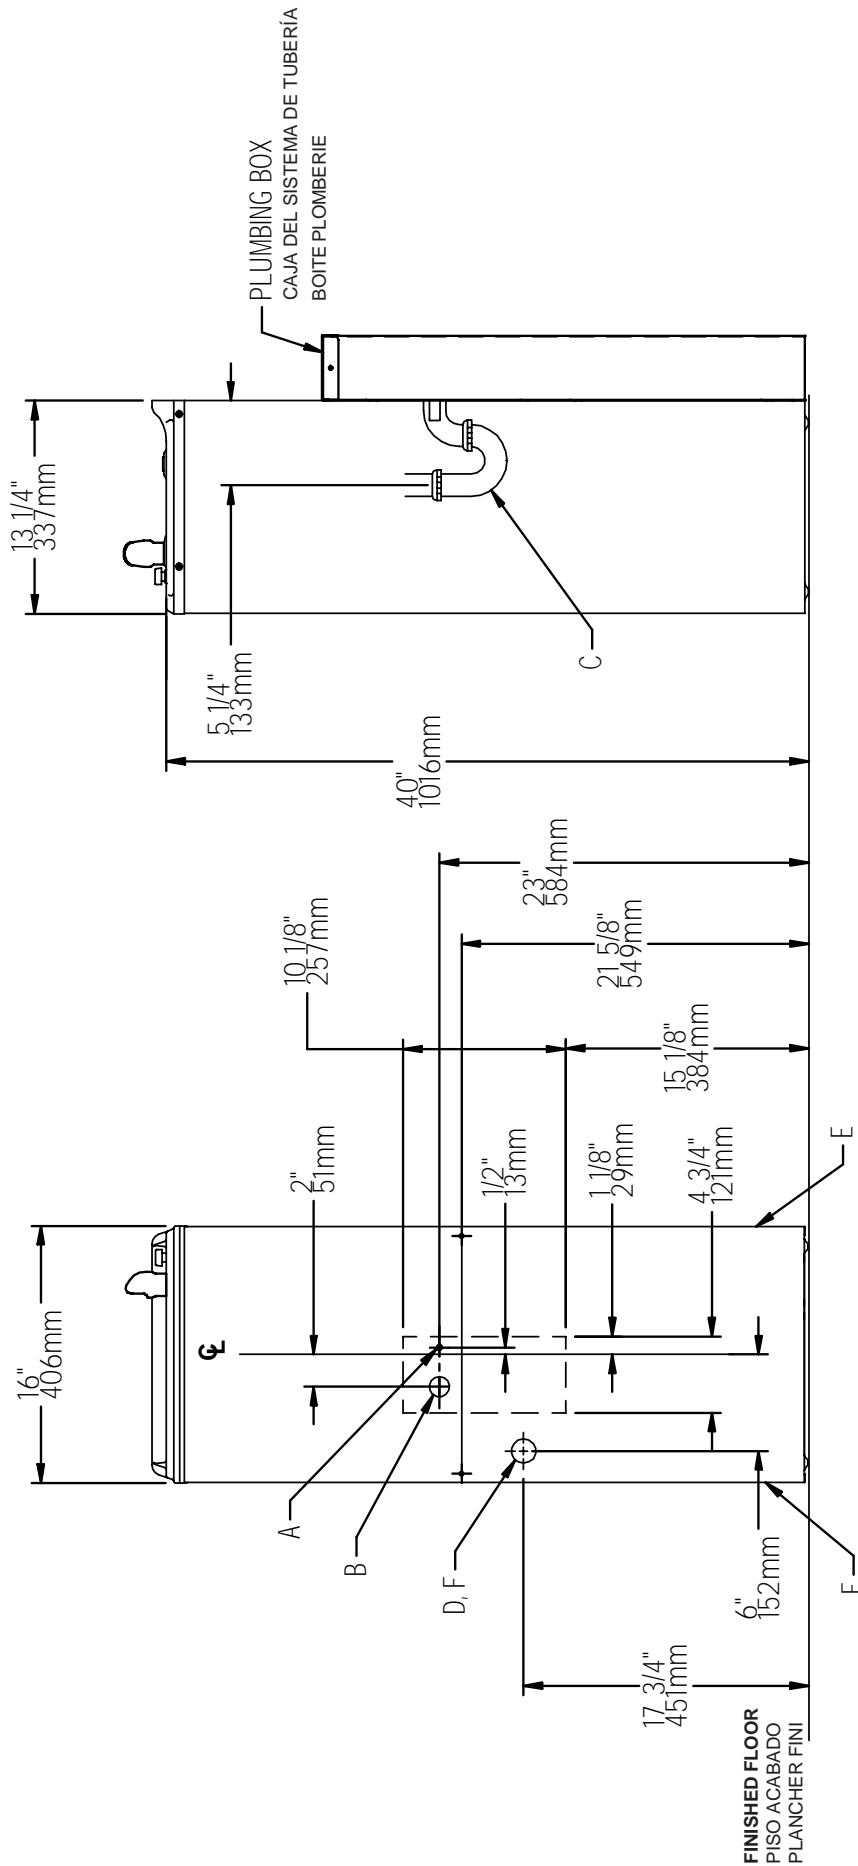 16"
406mm
℄
2"
51mm
A
B
D, F
10 1/8"
257mm
1/2"
13mm
1 1/8"
29mm
4 3/4"
121mm
6"
152mm
17 3/4"
451mm
23"
584mm
21 5/8"
549mm
15 1/8"
384mm
E
E
FINISHED FLOOR
PISO ACABADO
PLANCHER FINI
13 1/4"
337mm
5 1/4"
133mm
40"
1016mm
C
PLUMBING BOX
CAJA DEL SISTEMA DE TUBERÍA
BOITE PLOMBERIE